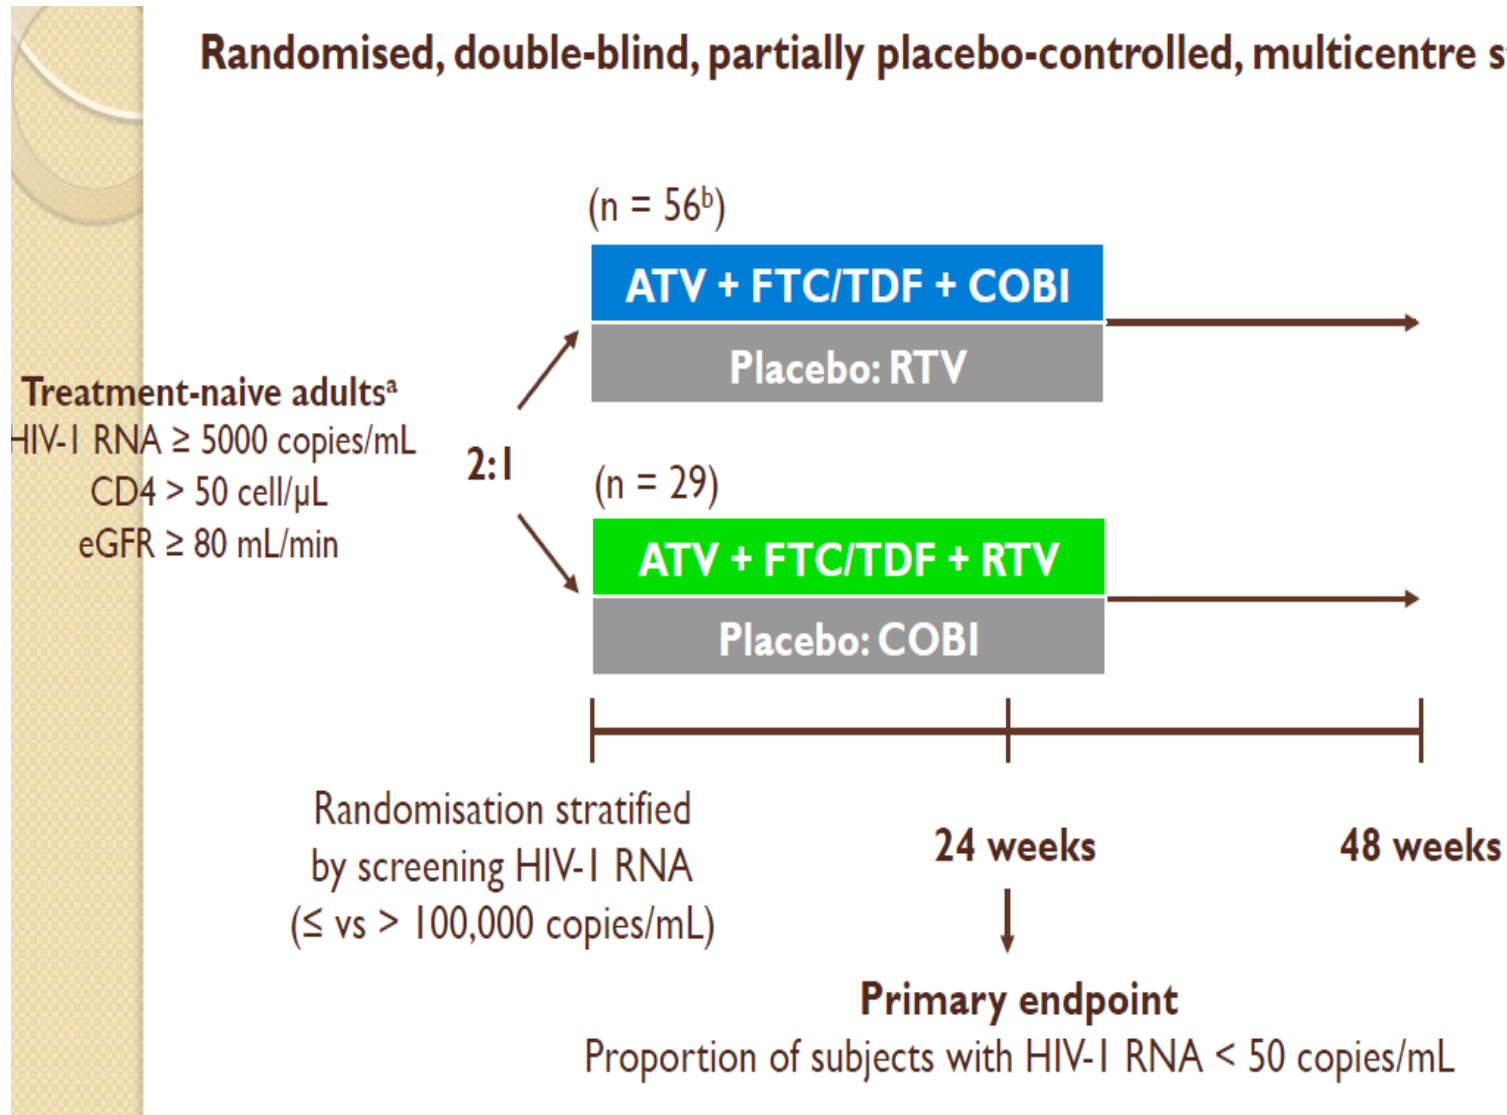 Randomised, double-blind, partially placebo-controlled, multicentre
(n = 56ᵇ)
ATV + FTC/TDF + COBI
Placebo: RTV
Treatment-naive adultsᵃ
HIV-1 RNA ≥ 5000 copies/mL
CD4 > 50 cell/µL
eGFR ≥ 80 mL/min
2:1
(n = 29)
ATV + FTC/TDF + RTV
Placebo: COBI
Randomisation stratified
by screening HIV-1 RNA
(≤ vs > 100,000 copies/mL)
24 weeks
48 weeks
Primary endpoint
Proportion of subjects with HIV-1 RNA < 50 copies/mL